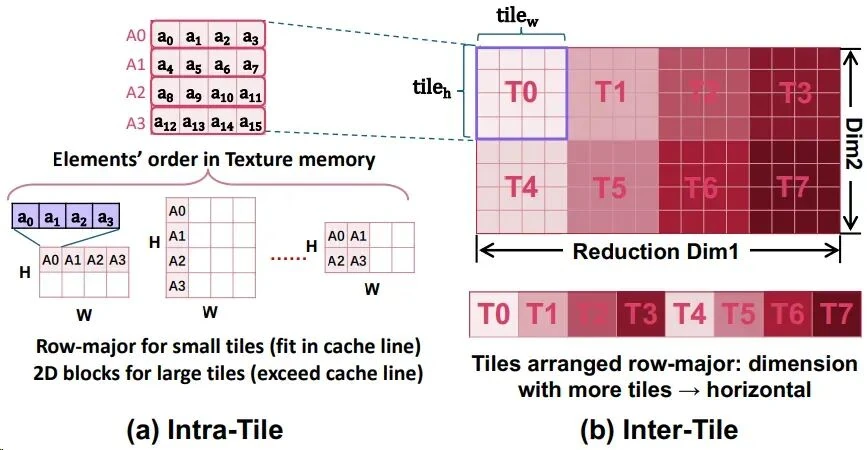 A0 a0 a1 a2 a3
A1 a4 a5 a6 a7
A2 a8 a9 a10 a11
A3 a12 a13 a14 a15
Elements' order in Texture memory
a0 a1 a2 a3
H A0 A1 A2 A3
W
H A0
A1
A2
A3
W
......
H A0 A1
A2 A3
W
Row-major for small tiles (fit in cache line)
2D blocks for large tiles (exceed cache line)
(a) Intra-Tile
tilew
tileh
T0 T1 T2 T3
T4 T5 T6 T7
Dim2
Reduction Dim1
T0 T1 T2 T3 T4 T5 T6 T7
Tiles arranged row-major: dimension
with more tiles → horizontal
(b) Inter-Tile